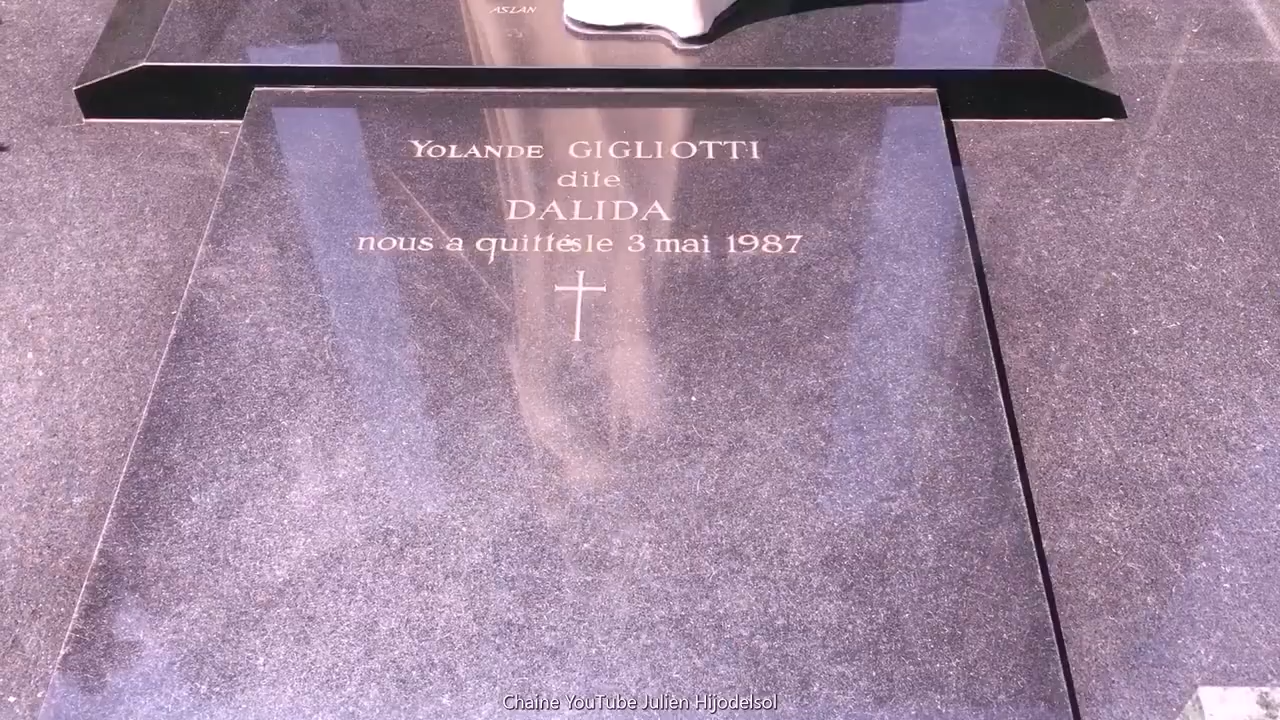 ASLAN
YOLANDE GIGLIOTTI
dite
DALIDA
nous a quittés le 3 mai 1987
Chaine YouTube Julien Hijodelsol